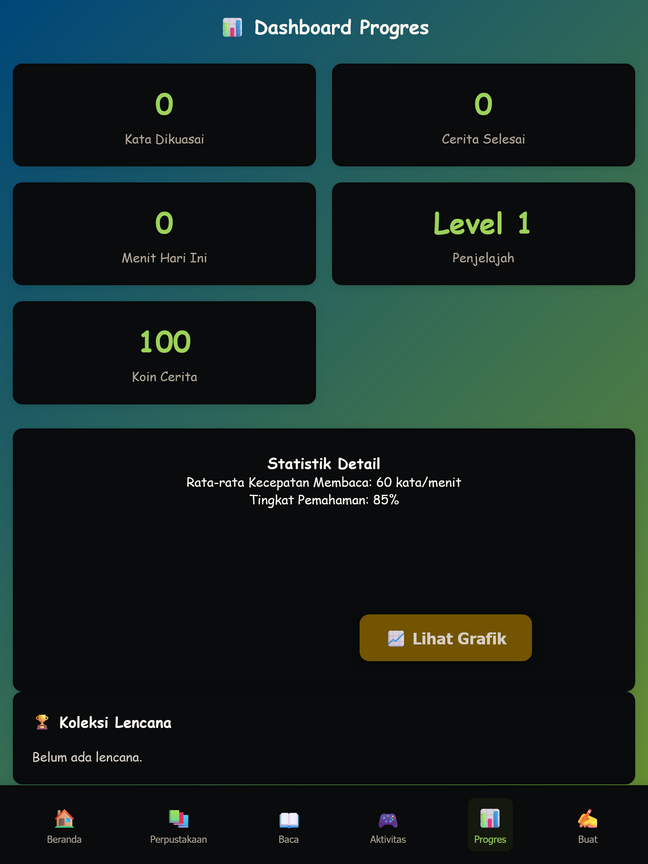 Dashboard Progres
0
Kata Dikuasai
0
Cerita Selesai
0
Menit Hari Ini
Level 1
Penjelajah
100
Koin Cerita
Statistik Detail
Rata-rata Kecepatan Membaca: 60 kata/menit
Tingkat Pemahaman: 85%
Lihat Grafik
Koleksi Lencana
Belum ada lencana.
Beranda
Perpustakaan
Baca
Aktivitas
Progres
Buat